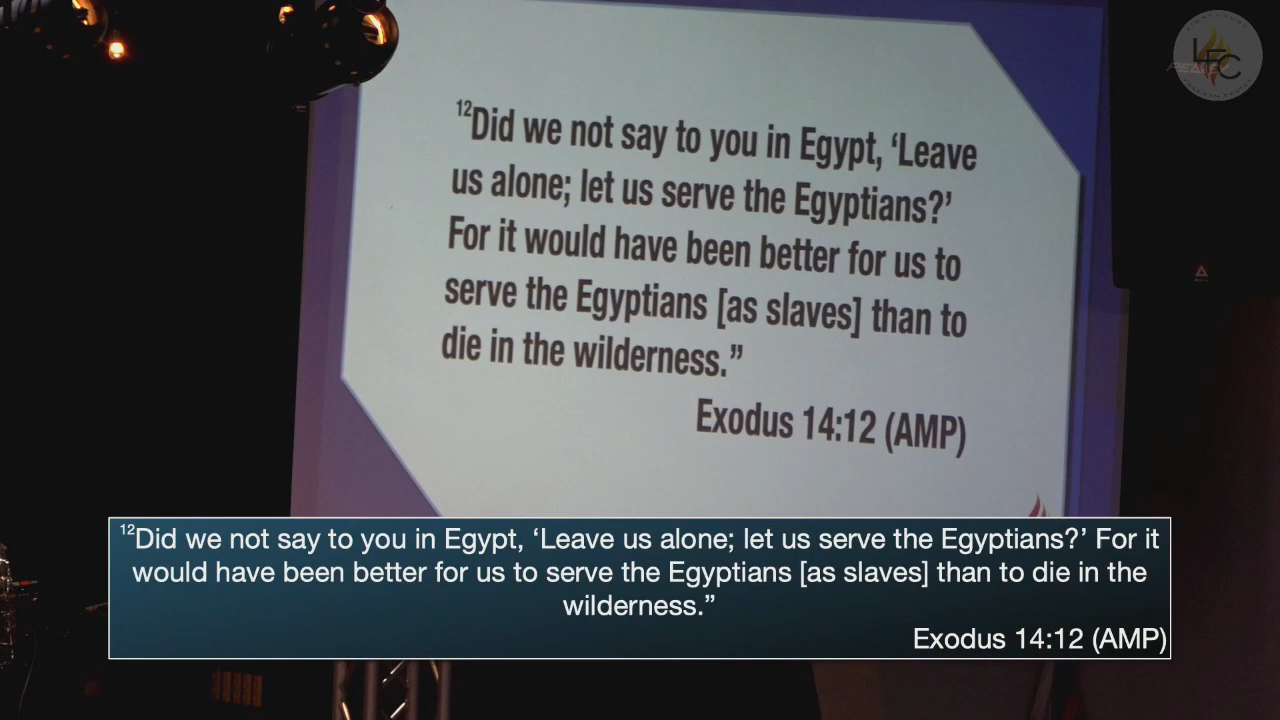 LFC
¹²Did we not say to you in Egypt, ‘Leave
us alone; let us serve the Egyptians?’
For it would have been better for us to
serve the Egyptians [as slaves] than to
die in the wilderness.”
Exodus 14:12 (AMP)
¹²Did we not say to you in Egypt, ‘Leave us alone; let us serve the Egyptians?’ For it
would have been better for us to serve the Egyptians [as slaves] than to die in the
wilderness.”
Exodus 14:12 (AMP)